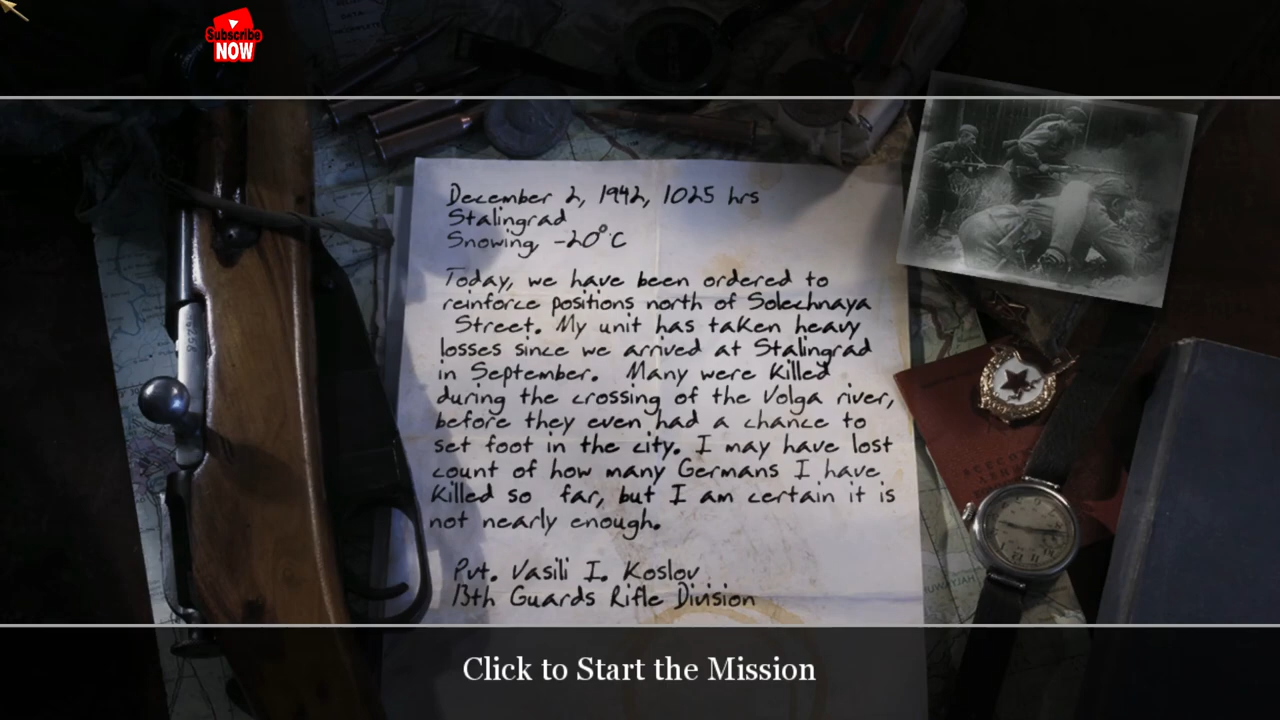 Subscribe
NOW
December 2, 1942, 1025 hrs
Stalingrad
Snowing, -20°C
Today, we have been ordered to
reinforce positions north of Solechnaya
Street. My unit has taken heavy
losses since we arrived at Stalingrad
in September. Many were killed
during the crossing of the Volga river,
before they even had a chance to
set foot in the city. I may have lost
count of how many Germans I have
killed so far, but I am certain it is
not nearly enough.
Pvt. Vasili I. Koslov
13th Guards Rifle Division
Click to Start the Mission